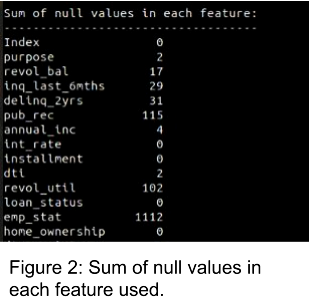 Sum of null values in each feature:
-----------------------------------
Index 0
purpose 2
revol_bal 17
inq_last_6mths 29
delinq_2yrs 31
pub_rec 115
annual_inc 4
int_rate 0
installment 0
dti 2
revol_util 102
loan_status 0
emp_stat 1112
home_ownership 0
Figure 2: Sum of null values in
each feature used.